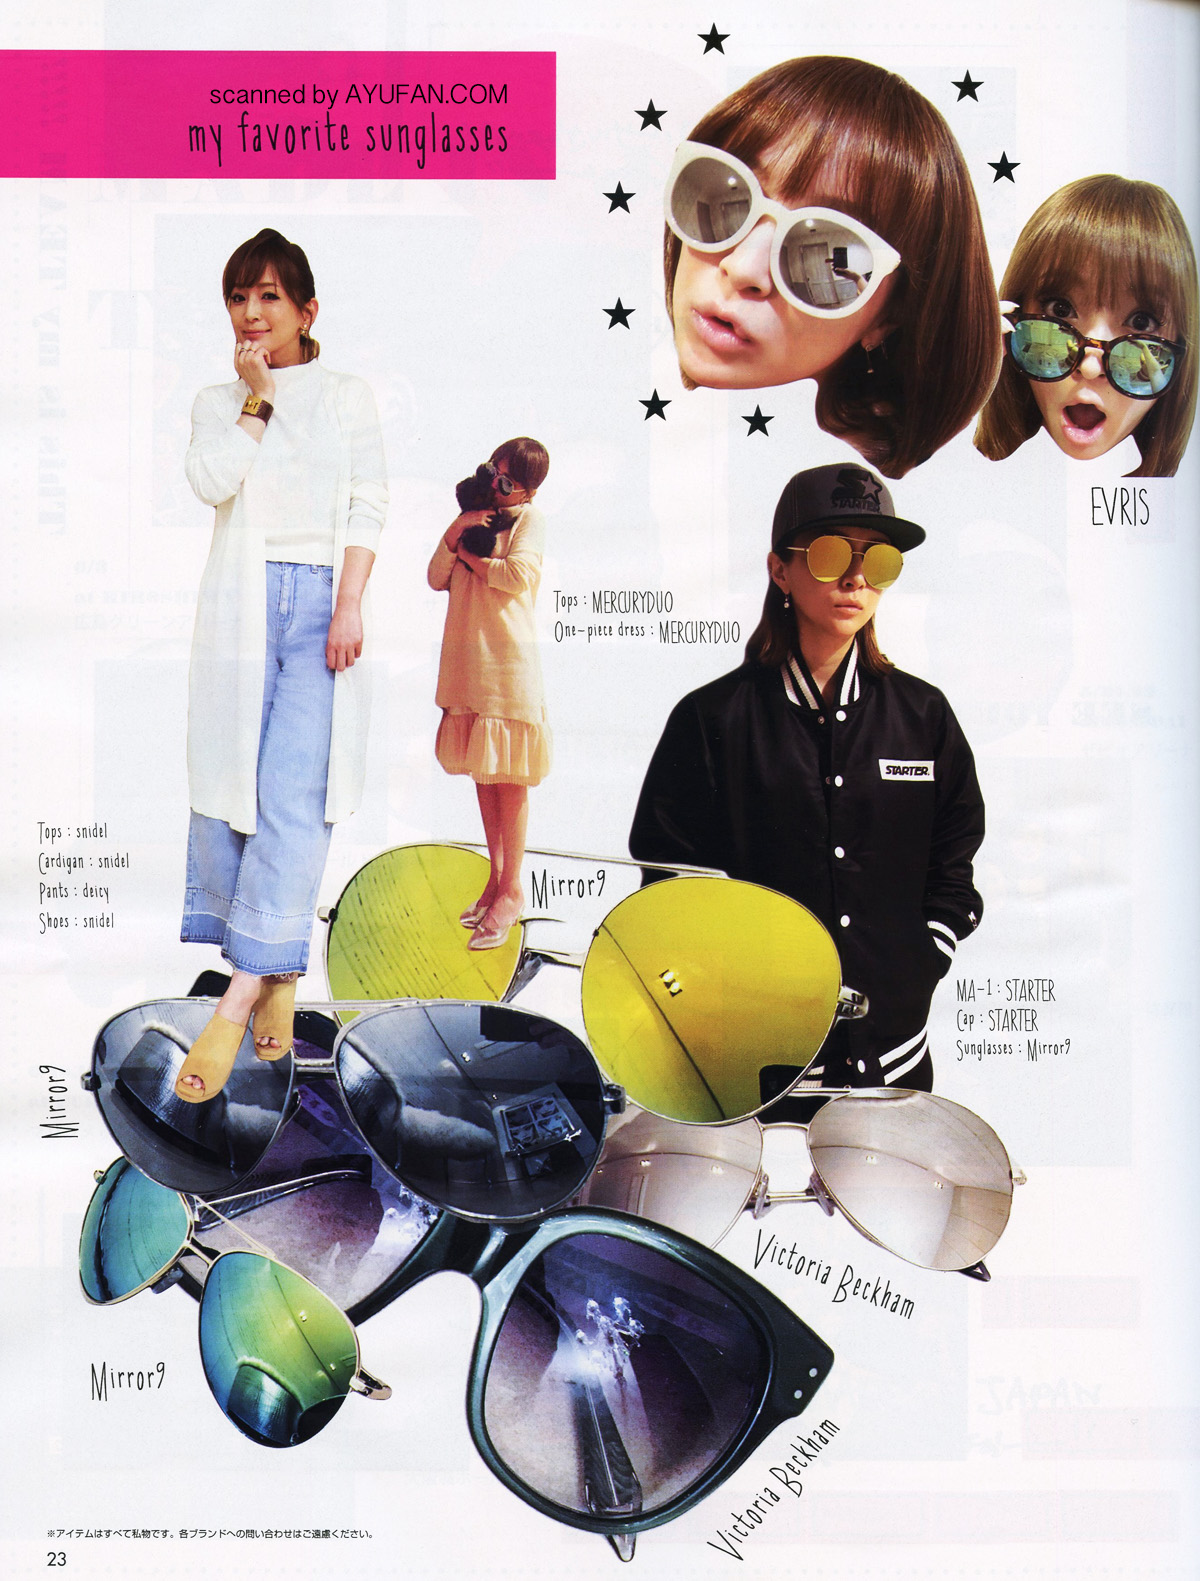 scanned by AYUFAN.COM
my favorite sunglasses
EVRIS
STARTER
Tops : MERCURYDUO
One-piece dress : MERCURYDUO
STARTER.
Tops : snidel
Cardigan : snidel
Pants : deicy
Shoes : snidel
Mirror9
MA-1 : STARTER
Cap : STARTER
Sunglasses : Mirror9
Mirror9
Victoria Beckham
Mirror9
Victoria Beckham
※アイテムはすべて私物です。各ブランドへの問い合わせはご遠慮ください。
23